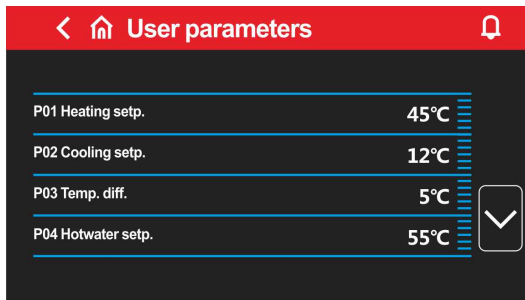 User parameters
P01 Heating setp. 45℃
P02 Cooling setp. 12℃
P03 Temp. diff. 5℃
P04 Hotwater setp. 55℃